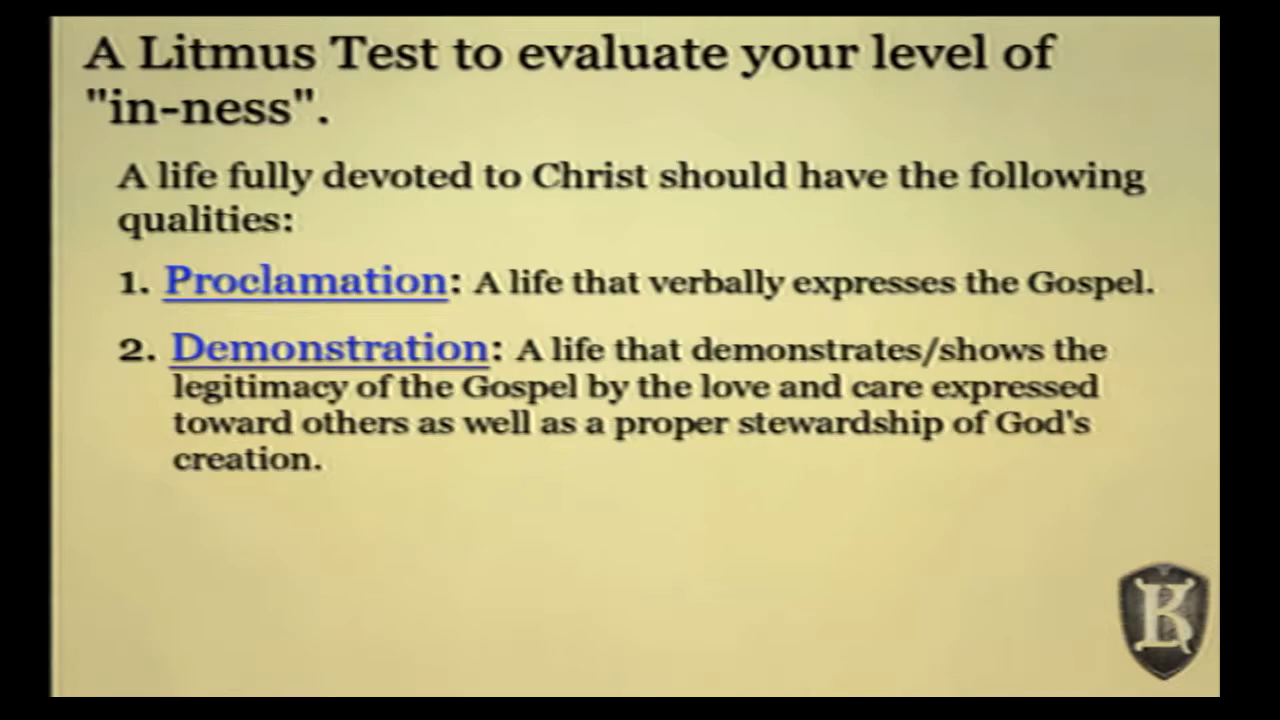 A Litmus Test to evaluate your level of
"in-ness".
A life fully devoted to Christ should have the following
qualities:
1. Proclamation: A life that verbally expresses the Gospel.
2. Demonstration: A life that demonstrates/shows the
legitimacy of the Gospel by the love and care expressed
toward others as well as a proper stewardship of God's
creation.
K